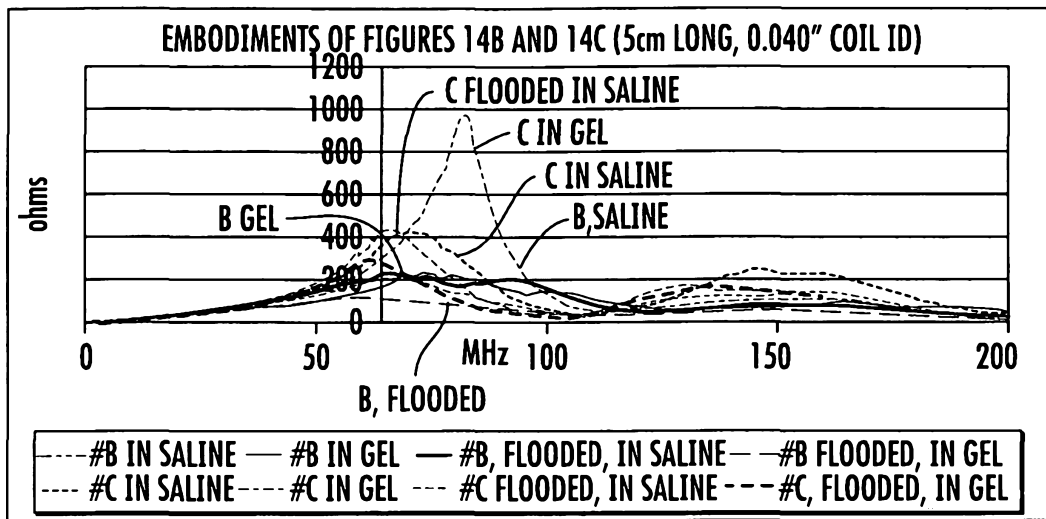 EMBODIMENTS OF FIGURES 14B AND 14C (5cm LONG, 0.040" COIL ID)
1200
1000
800
600
400
200
0
ohms
C FLOODED IN SALINE
C IN GEL
C IN SALINE
B GEL
B,SALINE
0
50
MHz
100
150
200
B, FLOODED
#B IN SALINE
#B IN GEL
#B, FLOODED, IN SALINE
#B FLOODED, IN GEL
#C IN SALINE
#C IN GEL
#C FLOODED, IN SALINE
#C, FLOODED, IN GEL